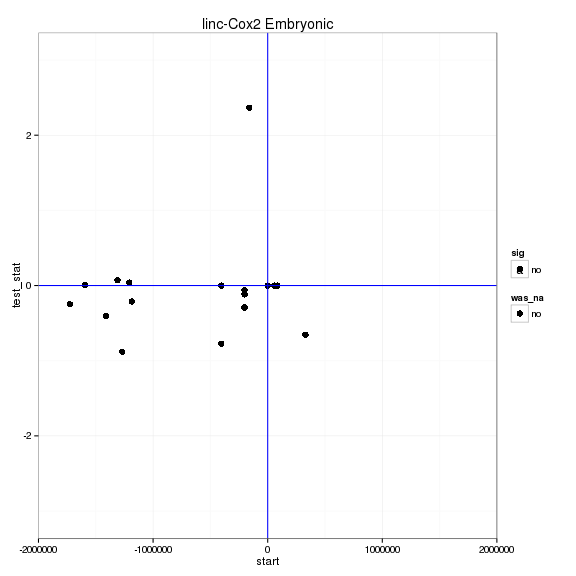 linc-Cox2 Embryonic
test_stat
2
0
-2
-2000000 -1000000 0 1000000 2000000
start
sig
a no
was_na
no